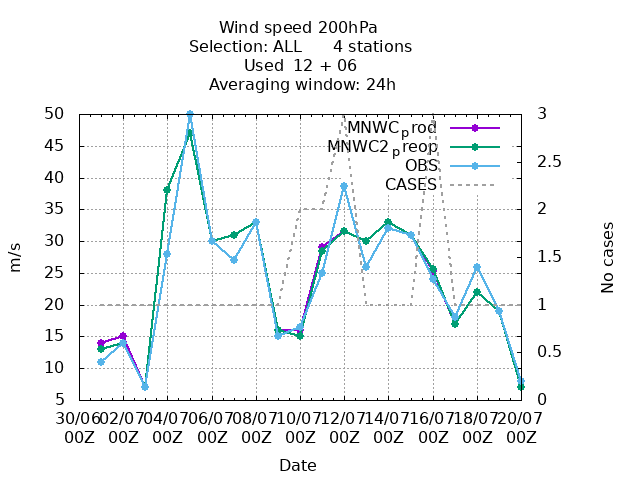 Wind speed 200hPa
Selection: ALL 4 stations
Used 12 + 06
Averaging window: 24h
50
45
40
35
30
25
20
15
10
5
3
2.5
2
1.5
1
0.5
0
m/s
No cases
MNWCprod
MNWC2preop
OBS
CASES
30/06 02/07 04/07 06/07 08/07 10/07 12/07 14/07 16/07 18/07 20/07
00Z 00Z 00Z 00Z 00Z 00Z 00Z 00Z 00Z 00Z 00Z
Date